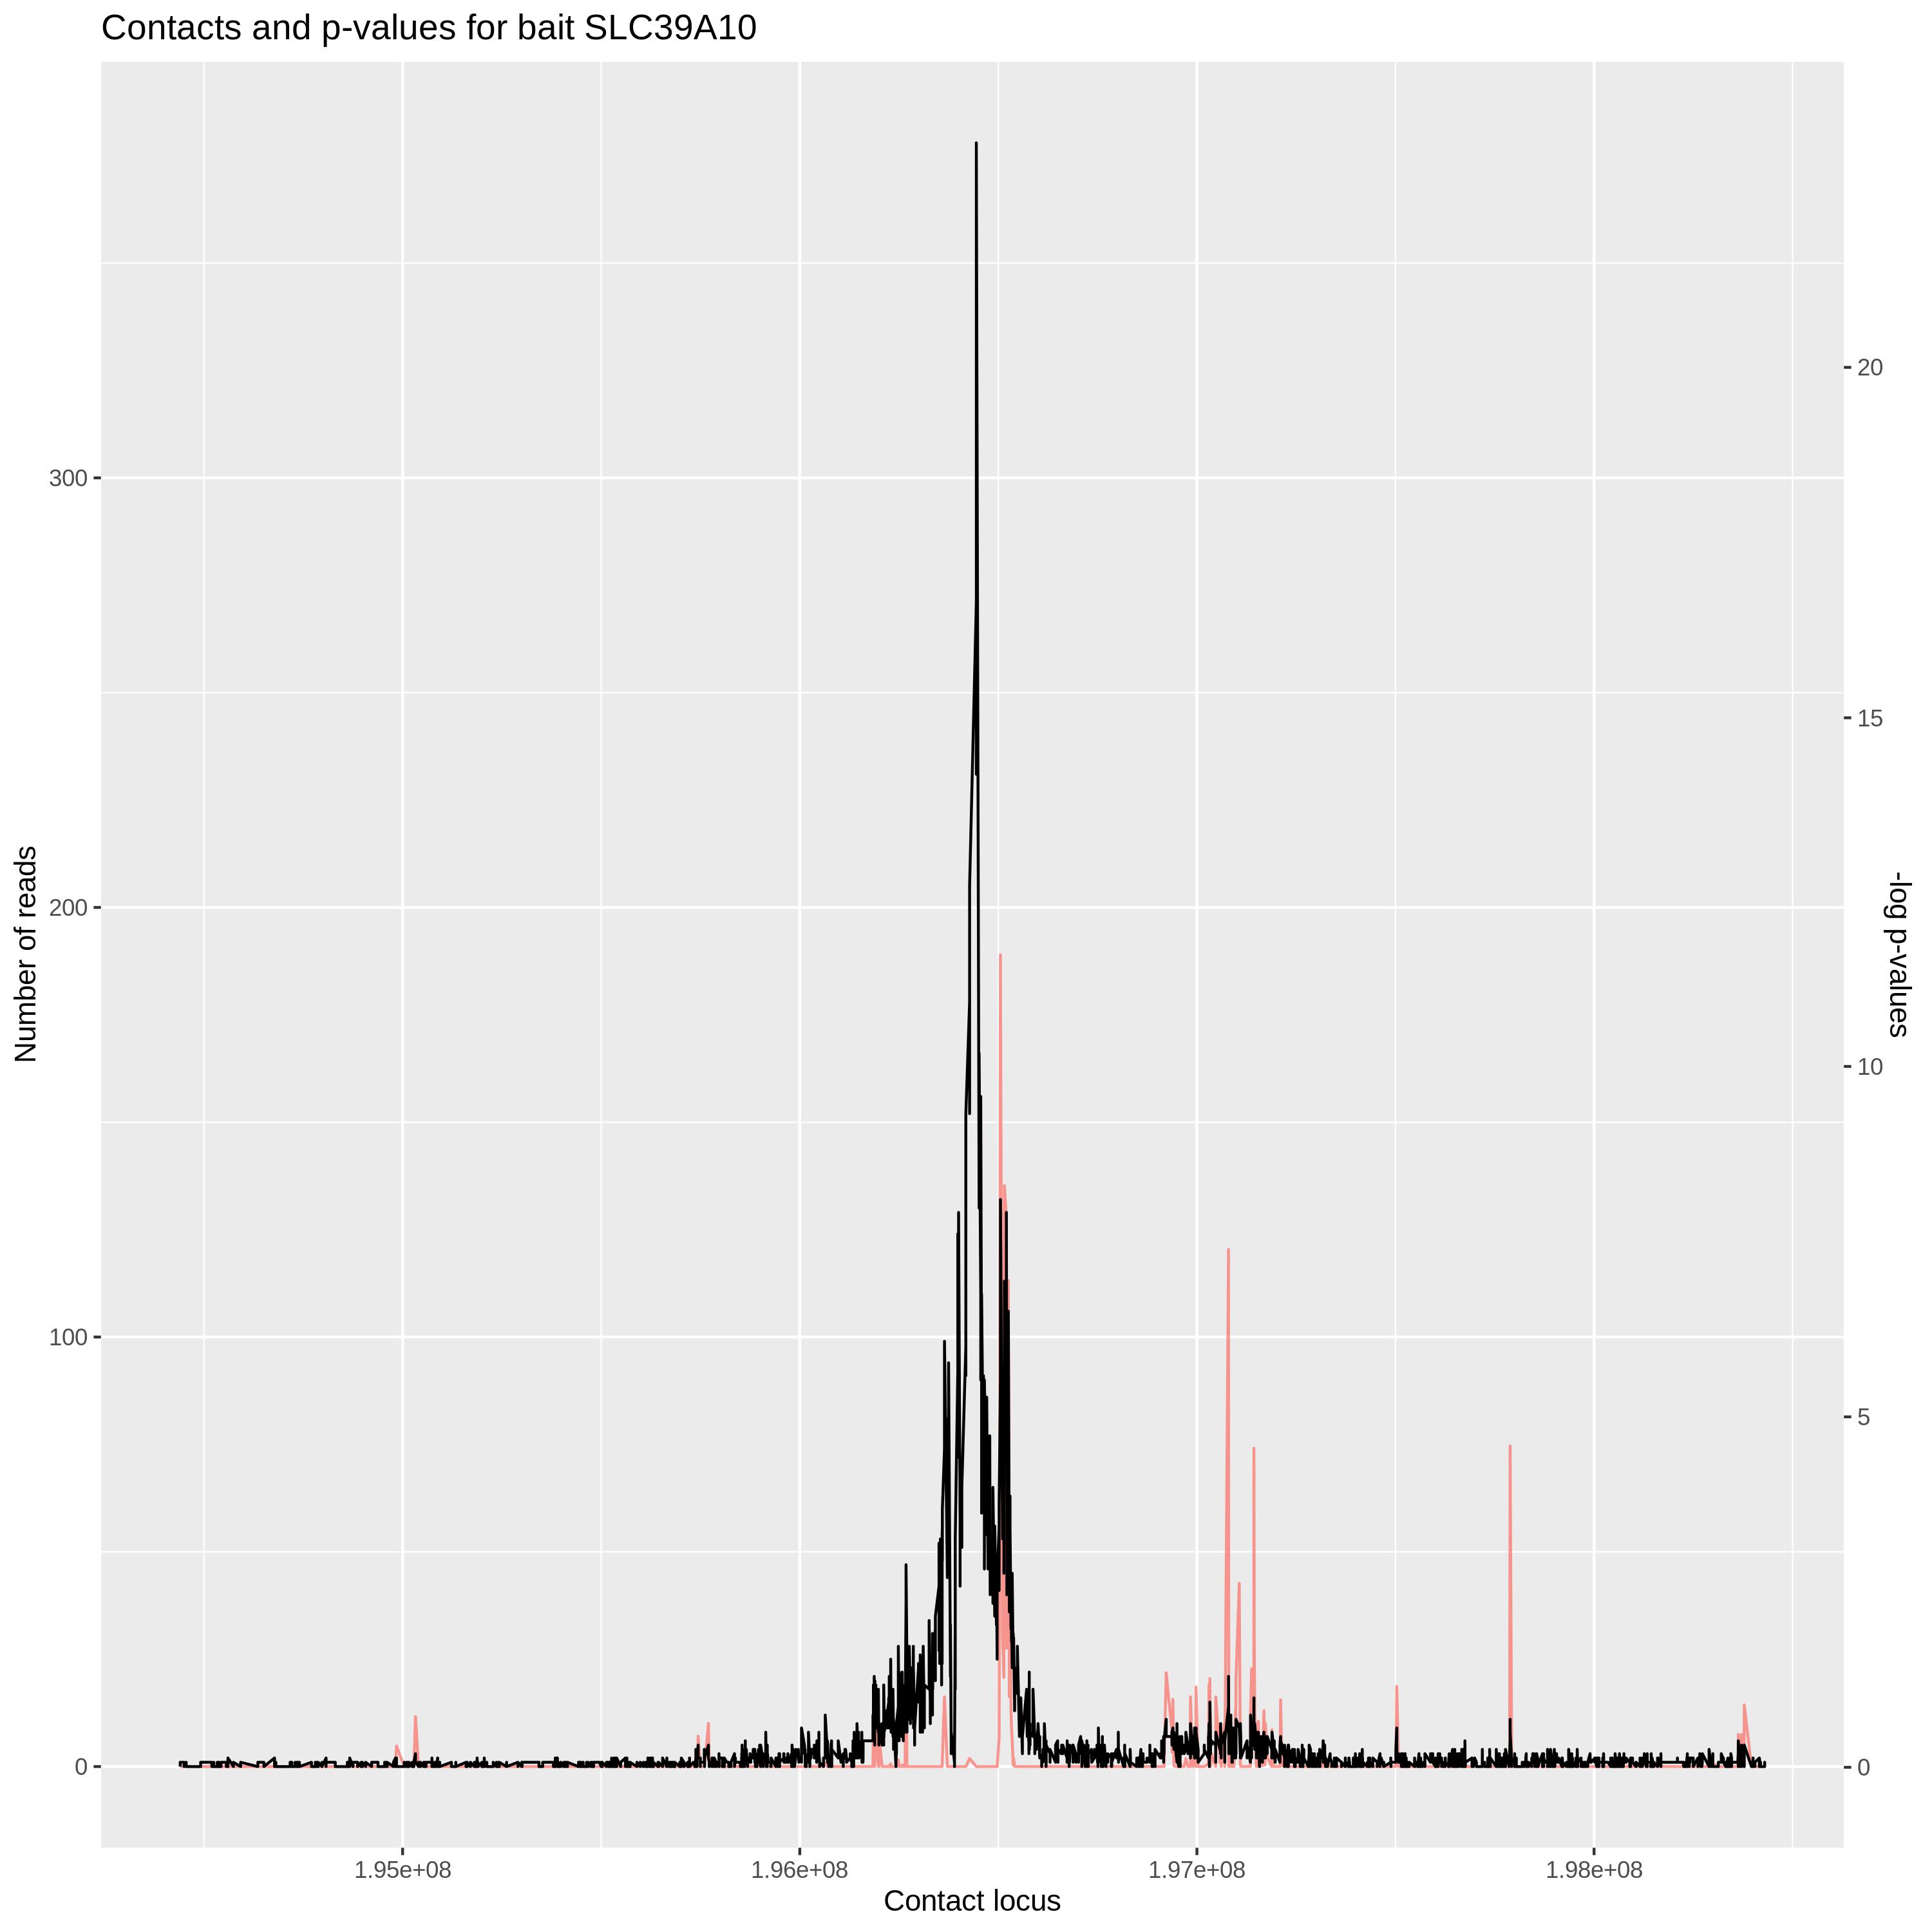 Contacts and p-values for bait SLC39A10
Number of reads
300
200
100
0
20
15
10
5
0
-log p-values
1.95e+08
1.96e+08
1.97e+08
1.98e+08
Contact locus